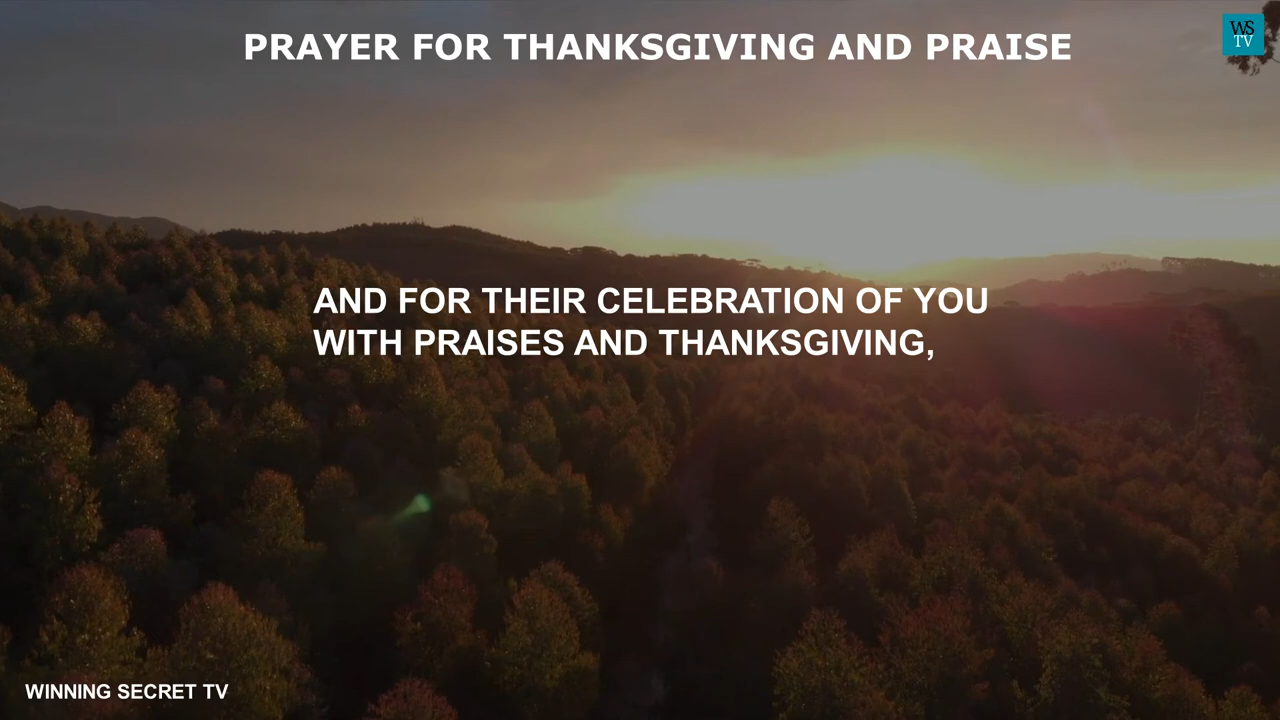 PRAYER FOR THANKSGIVING AND PRAISE
WS
TV
AND FOR THEIR CELEBRATION OF YOU
WITH PRAISES AND THANKSGIVING,
WINNING SECRET TV